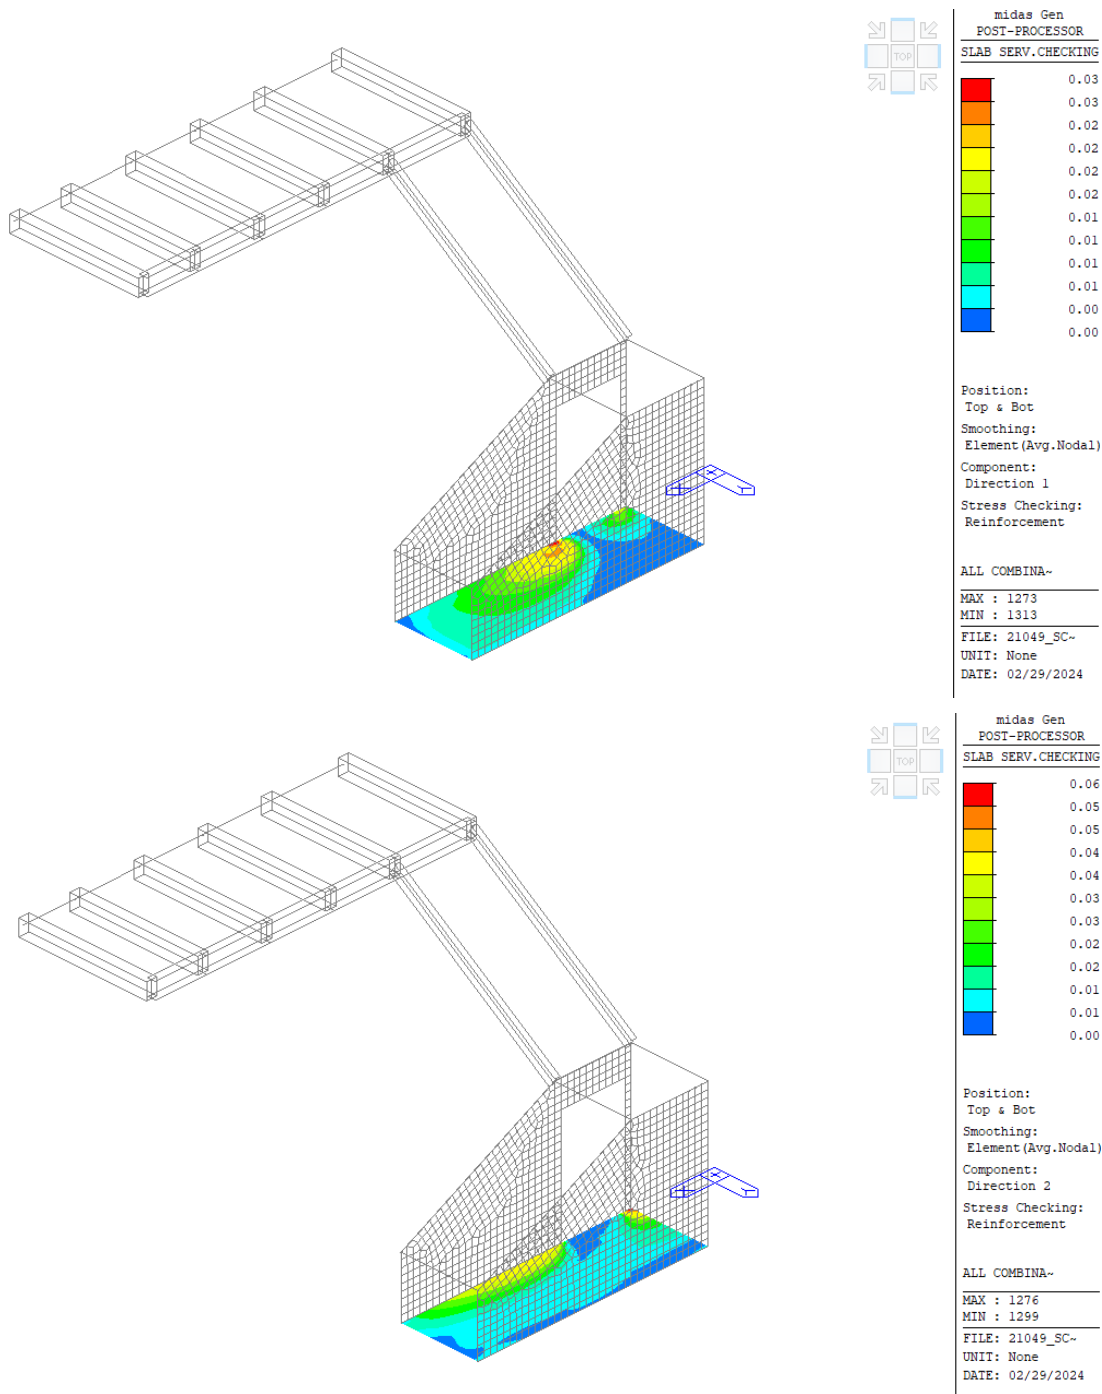 midas Gen
POST-PROCESSOR
SLAB SERV.CHECKING
TOP
0.03
0.03
0.02
0.02
0.02
0.02
0.01
0.01
0.01
0.01
0.00
0.00
Position:
Top & Bot
Smoothing:
Element(Avg.Nodal)
Component:
Direction 1
Stress Checking:
Reinforcement
ALL COMBINA~
MAX : 1273
MIN : 1313
FILE: 21049_SC~
UNIT: None
DATE: 02/29/2024
midas Gen
POST-PROCESSOR
SLAB SERV.CHECKING
TOP
0.06
0.05
0.05
0.04
0.04
0.03
0.03
0.02
0.02
0.01
0.01
0.00
Position:
Top & Bot
Smoothing:
Element(Avg.Nodal)
Component:
Direction 2
Stress Checking:
Reinforcement
ALL COMBINA~
MAX : 1276
MIN : 1299
FILE: 21049_SC~
UNIT: None
DATE: 02/29/2024